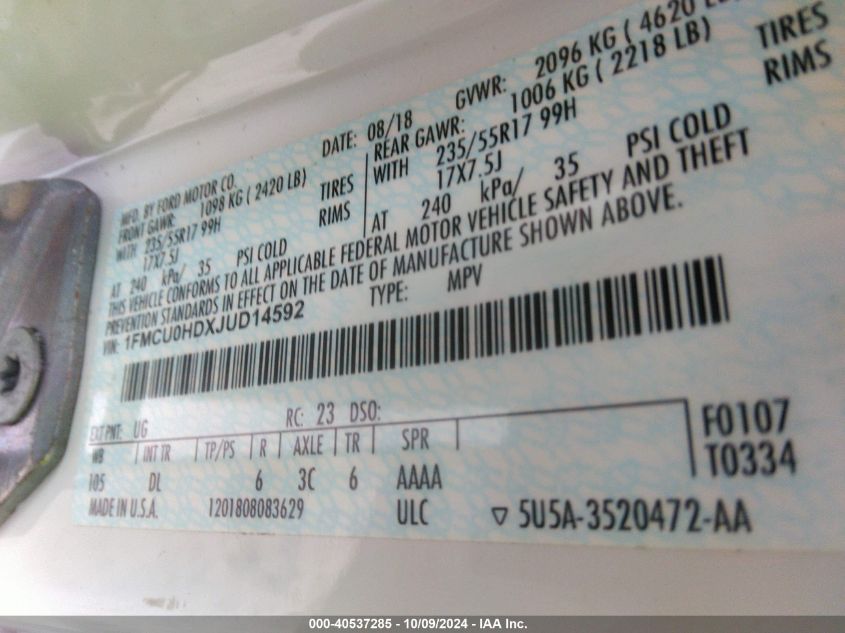 MFD. BY FORD MOTOR CO.
DATE: 08/18 GVWR: 2096 KG ( 4620 LB
FRONT GAWR: 1098 KG ( 2420 LB)
REAR GAWR: 1006 KG ( 2218 LB)
WITH 235/55R17 99H TIRES
WITH 235/55R17 99H TIRES
17X7.5J RIMS
17X7.5J RIMS
AT 240 kPa/ 35 PSI COLD
AT 240 kPa/ 35 PSI COLD
THIS VEHICLE CONFORMS TO ALL APPLICABLE FEDERAL MOTOR VEHICLE SAFETY AND THEFT
PREVENTION STANDARDS IN EFFECT ON THE DATE OF MANUFACTURE SHOWN ABOVE.
VIN: 1FMCU0HDXJUD14592 TYPE: MPV
EXT PNT: UG RC: 23 DSO:
WB INT TR TP/PS R AXLE TR SPR
105 DL 6 3C 6 AAAA
F0107
T0334
MADE IN U.S.A. 1201808083629 ULC ▽ 5U5A-3520472-AA
000-40537285 - 10/09/2024 - IAA Inc.